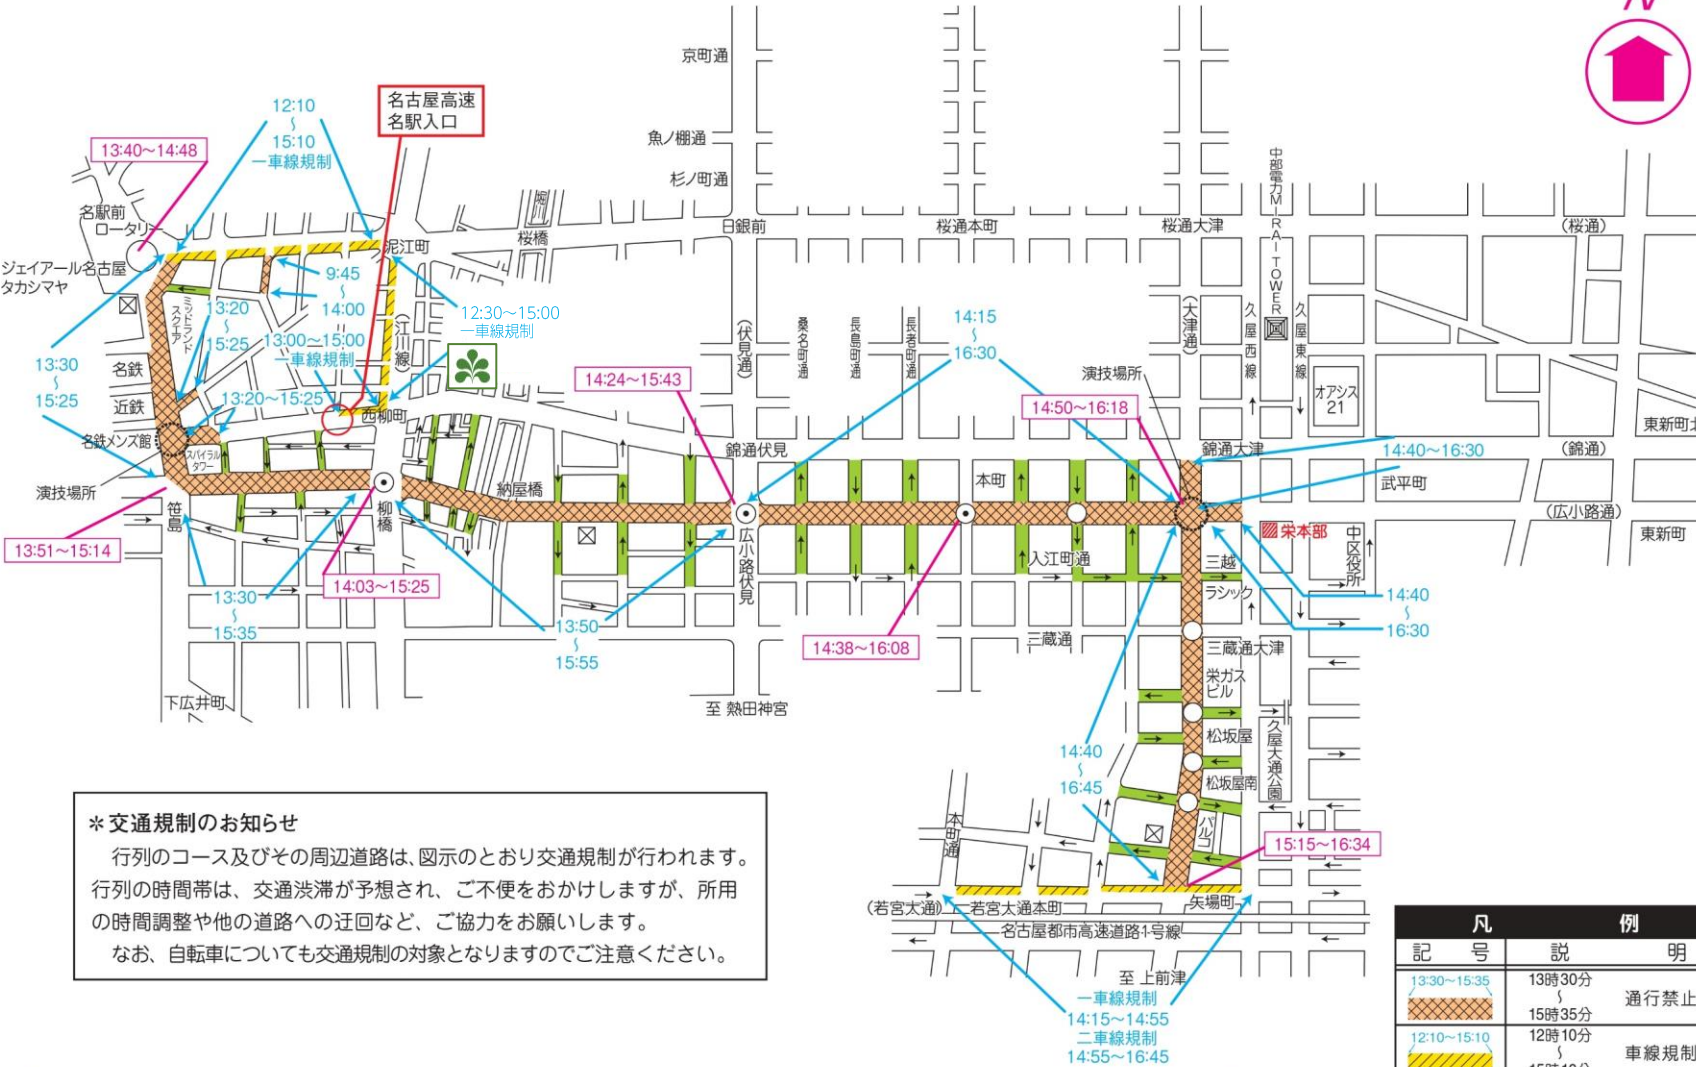 N
京町通
魚ノ棚通
杉ノ町通
名古屋高速
名駅入口
12:10
〜
15:10
一車線規制
13:40〜14:48
名駅前
ロータリー
ジェイアール名古屋
タカシマヤ
泥江町
桜橋
堀川
日銀前
桜通本町
桜通大津
(桜通)
中部電力MIRAI TOWER
ミッドランド
スクエア
9:45
〜
14:00
13:20
〜
15:25
13:00〜15:00
一車線規制
12:30〜15:00
一車線規制
(江川線)
13:30
〜
15:25
名鉄
近鉄
13:20〜15:25
西柳町
名鉄メンズ館
スパイラル
タワー
演技場所
笹島
柳橋
納屋橋
13:51〜15:14
14:03〜15:25
13:30
〜
15:35
下広井町
14:24〜15:43
(伏見通)
桑名町通
長島町通
長者町通
14:15
〜
16:30
錦通伏見
広小路伏見
13:50
〜
15:55
至 熱田神宮
本町
入江町通
三蔵通
14:38〜16:08
演技場所
14:50〜16:18
(大津通)
久屋西線
久屋東線
オアシス
21
錦通大津
(錦通)
東新町北
14:40〜16:30
武平町
(広小路通)
東新町
栄本部
中区役所
三越
ラシック
14:40
〜
16:30
三蔵通大津
栄ガス
ビル
松坂屋
松坂屋南
久屋大通公園
パルコ
14:40
〜
16:45
15:15〜16:34
本町通
(若宮大通)
若宮大通本町
矢場町
名古屋都市高速道路1号線
至 上前津
一車線規制
14:15〜14:55
二車線規制
14:55〜16:45
＊交通規制のお知らせ
行列のコース及びその周辺道路は、図示のとおり交通規制が行われます。
行列の時間帯は、交通渋滞が予想され、ご不便をおかけしますが、所用
の時間調整や他の道路への迂回など、ご協力をお願いします。
なお、自転車についても交通規制の対象となりますのでご注意ください。
凡 例
記 号 説 明
13:30〜15:35
13時30分
〜
15時35分
通行禁止
12:10〜15:10
12時10分
〜
車線規制